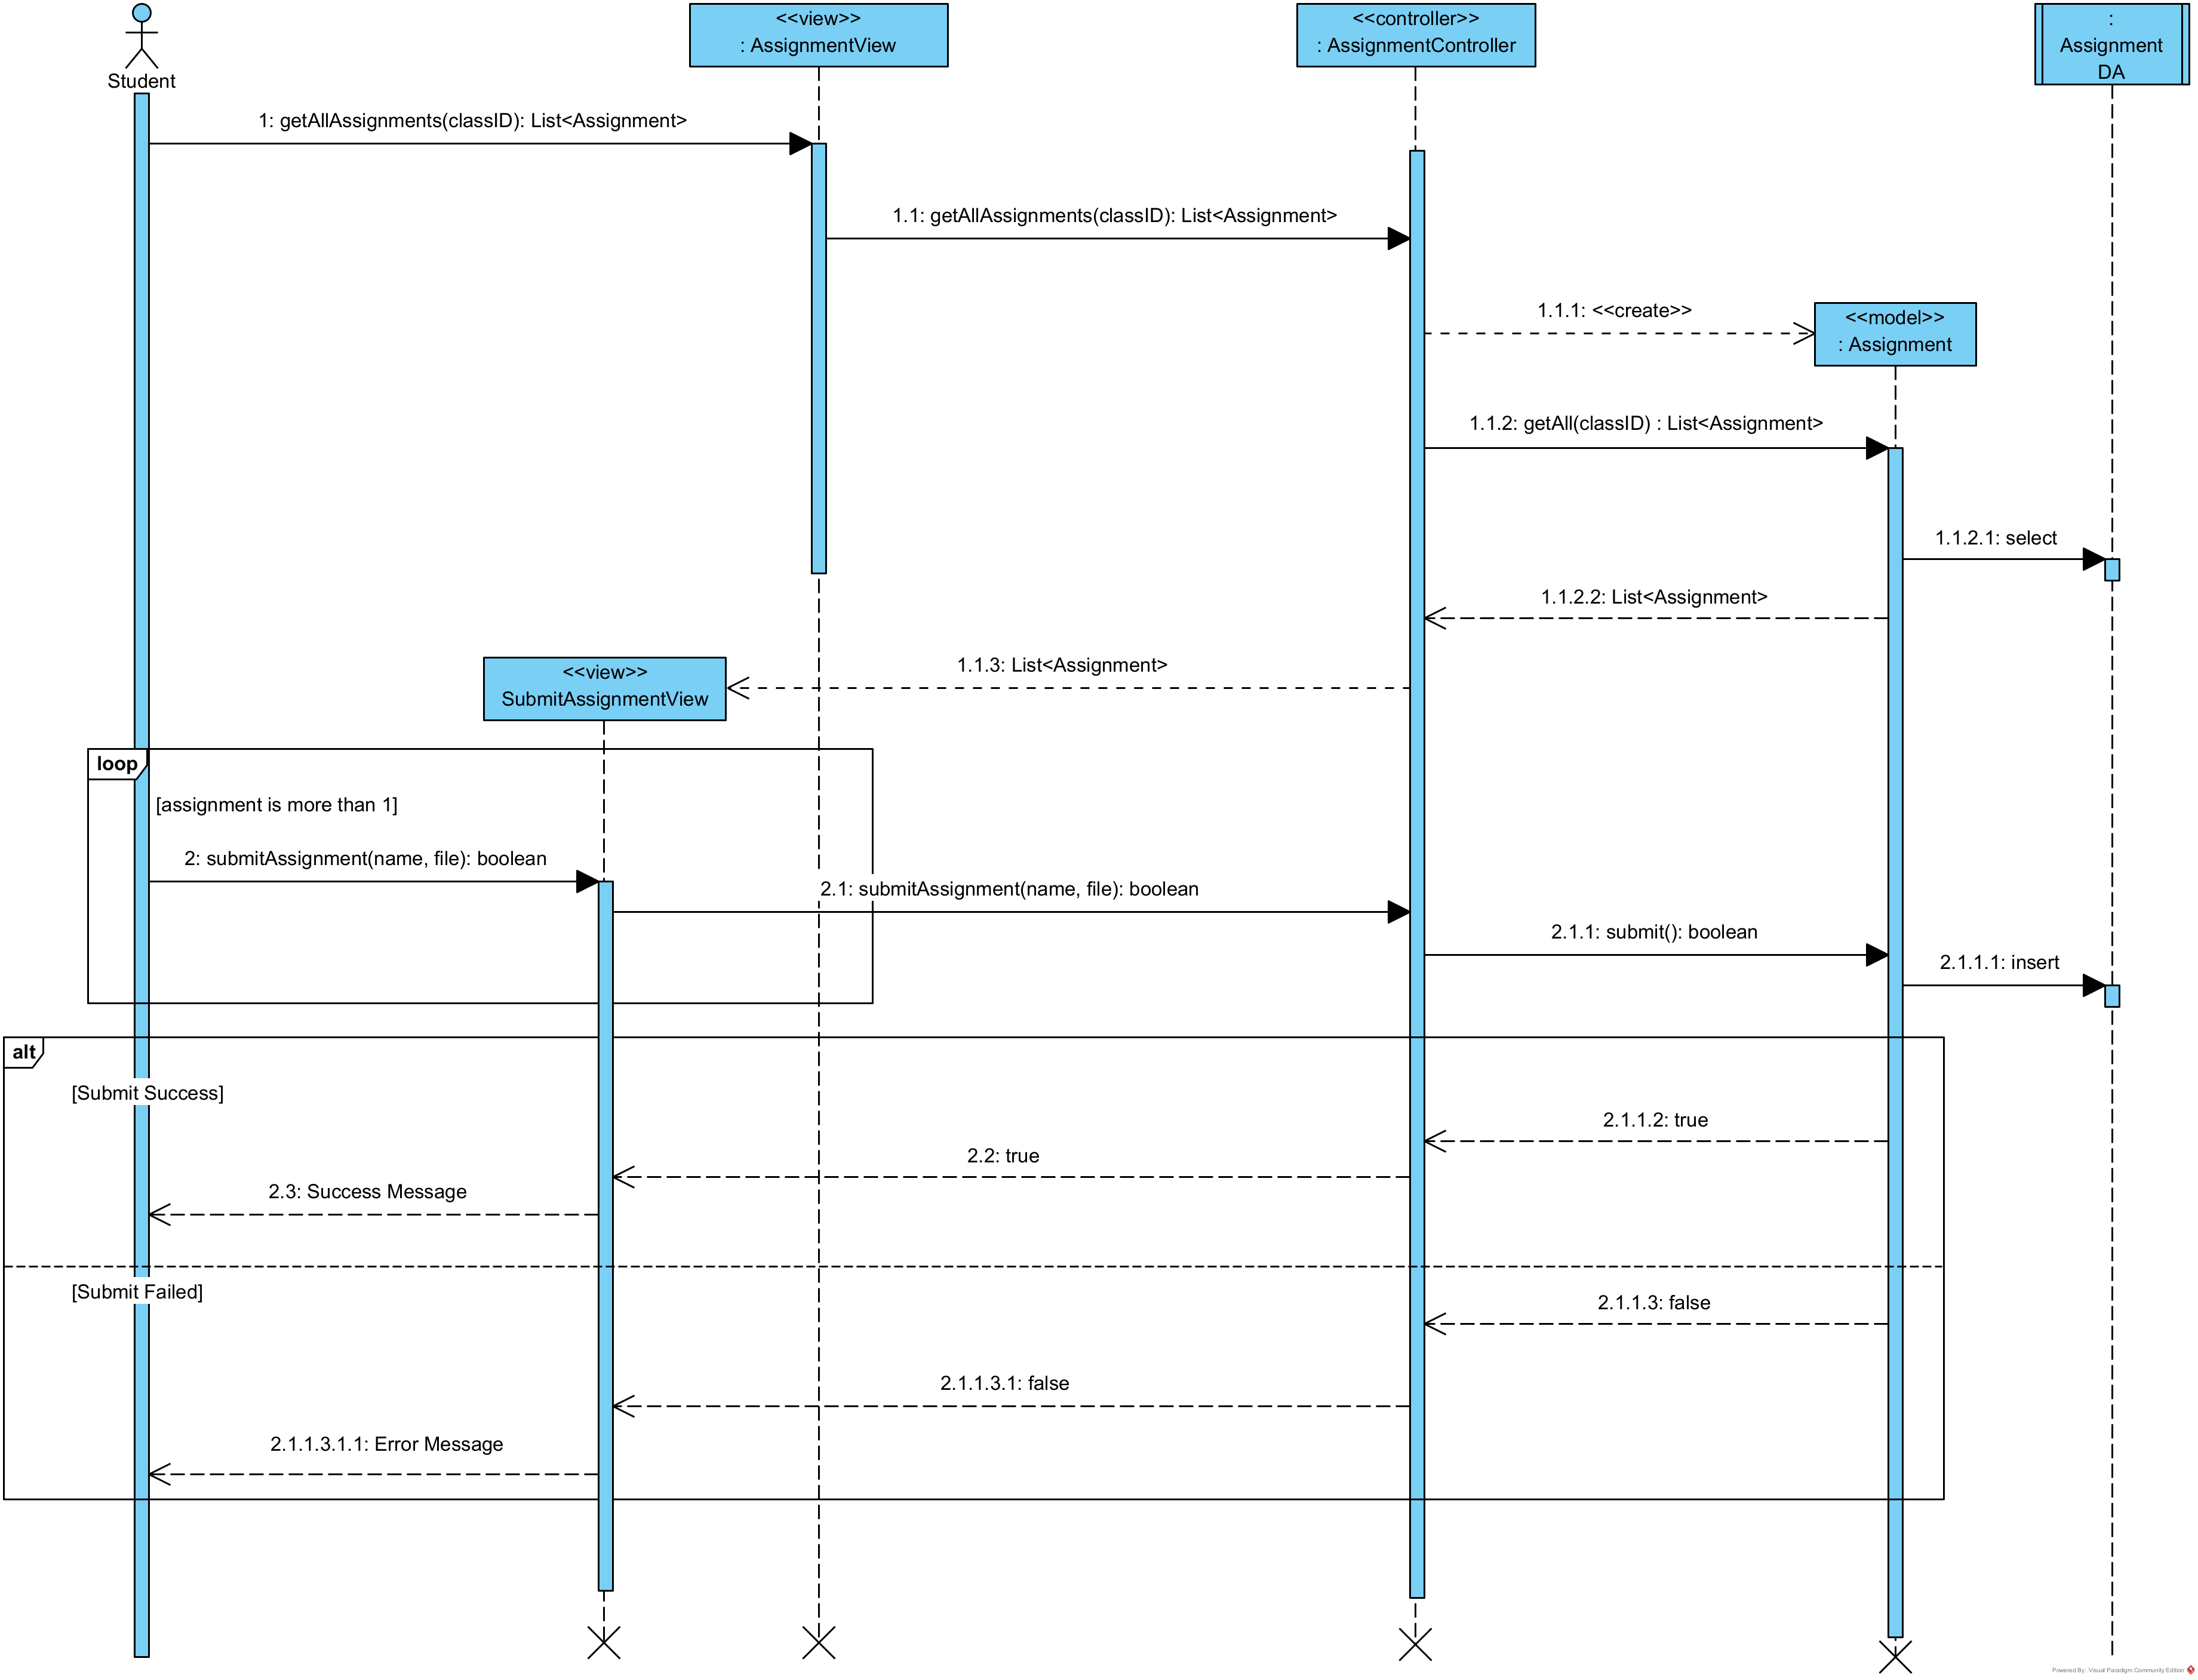 Student
<<view>>
: AssignmentView
<<controller>>
: AssignmentController
:
Assignment
DA
1: getAllAssignments(classID): List<Assignment>
1.1: getAllAssignments(classID): List<Assignment>
1.1.1: <<create>>
<<model>>
: Assignment
1.1.2: getAll(classID) : List<Assignment>
1.1.2.1: select
1.1.2.2: List<Assignment>
1.1.3: List<Assignment>
<<view>>
SubmitAssignmentView
loop
[assignment is more than 1]
2: submitAssignment(name, file): boolean
2.1: submitAssignment(name, file): boolean
2.1.1: submit(): boolean
2.1.1.1: insert
alt
[Submit Success]
2.1.1.2: true
2.2: true
2.3: Success Message
[Submit Failed]
2.1.1.3: false
2.1.1.3.1: false
2.1.1.3.1.1: Error Message
Powered By: Visual Paradigm Community Edition